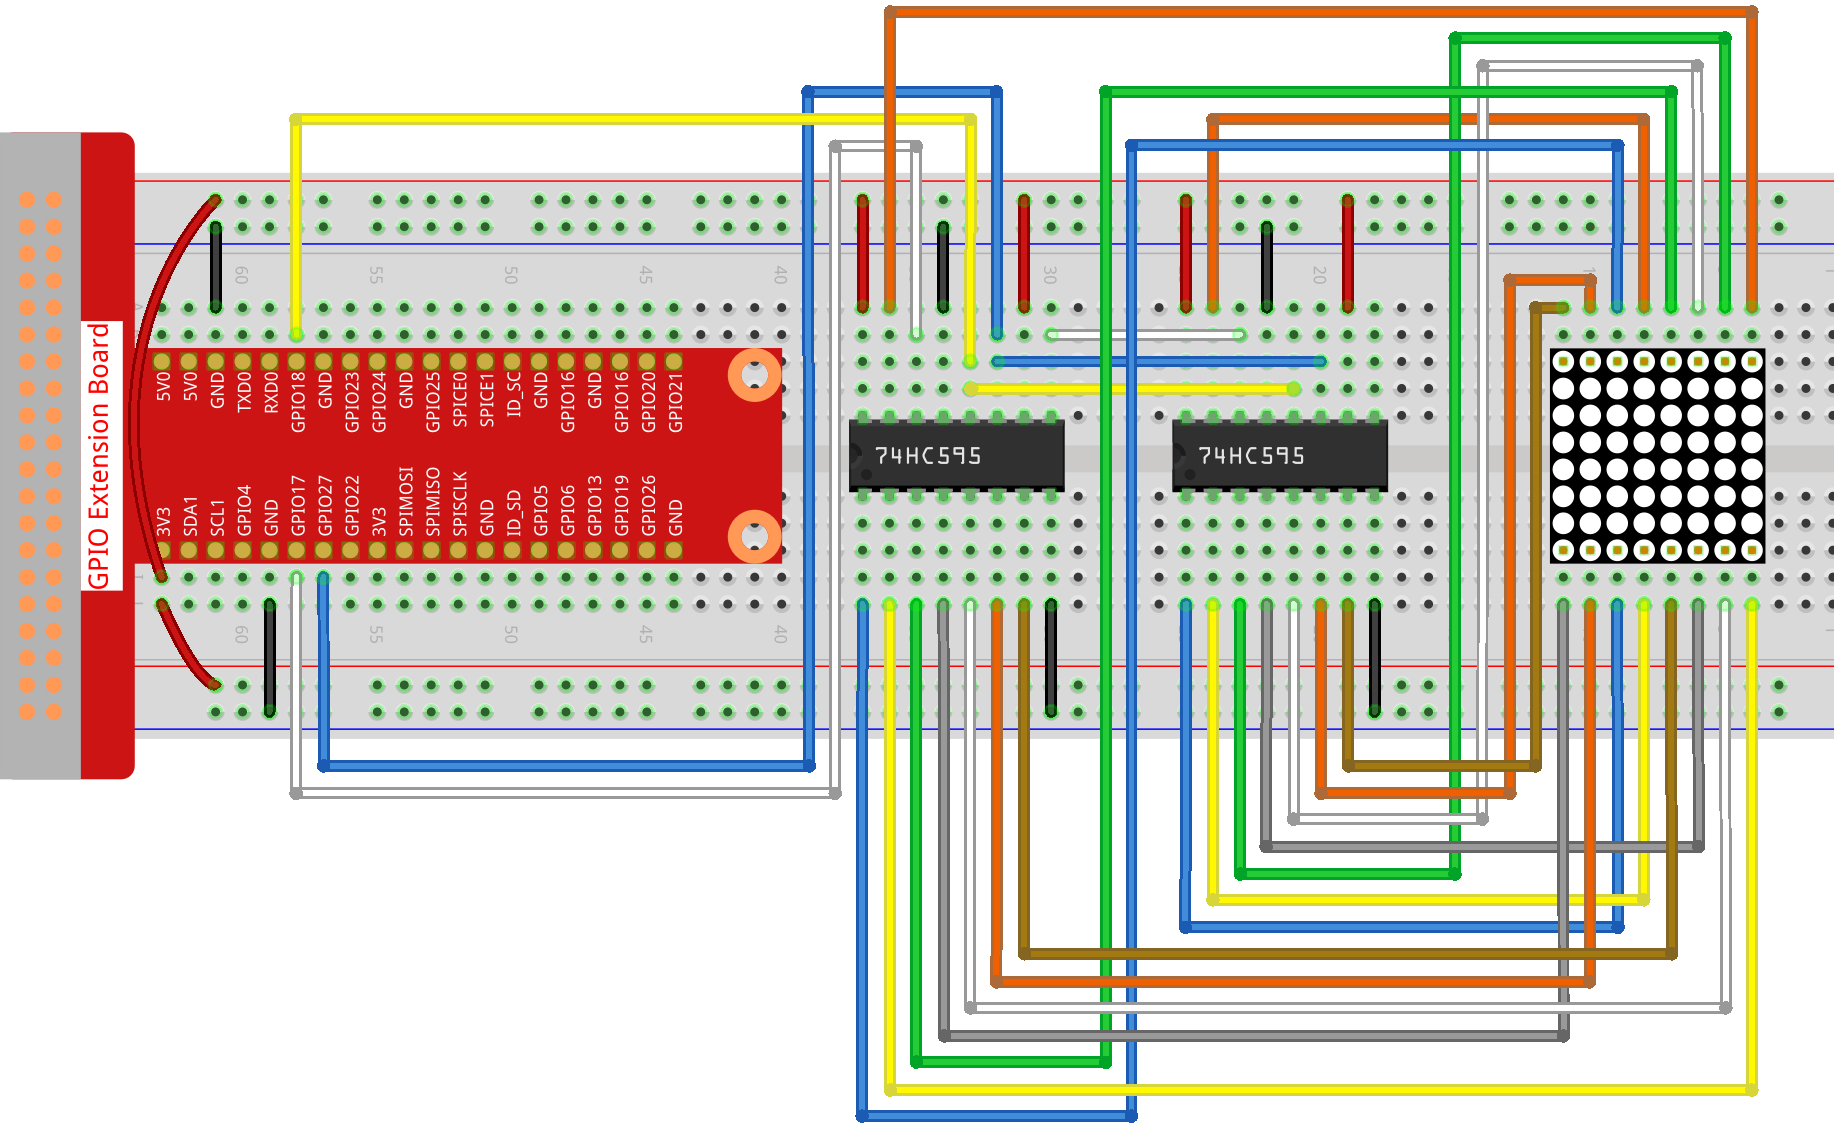 GPIO Extension Board
5V0
5V0
GND
TXD0
RXD0
GPIO18
GND
GPIO23
GPIO24
GND
GPIO25
SPICE0
SPICE1
ID_SC
GND
GPIO16
GND
GPIO16
GPIO20
GPIO21
3V3
SDA1
SCL1
GPIO4
GND
GPIO17
GPIO27
GPIO22
3V3
SPIMOSI
SPIMISO
SPISCLK
GND
ID_SD
GPIO5
GPIO6
GPIO13
GPIO19
GPIO26
GND
60
55
50
45
40
30
20
74HC595
74HC595
60
55
50
45
40